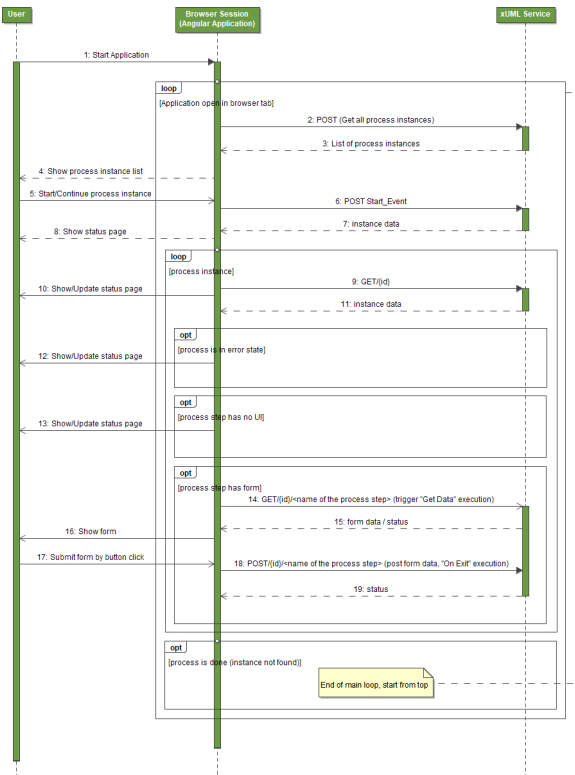 User
Browser Session
(Angular Application)
xUML Service
1: Start Application
loop
[Application open in browser tab]
2: POST (Get all process instances)
3: List of process instances
4: Show process instance list
5: Start/Continue process instance
6: POST Start_Event
7: instance data
8: Show status page
loop
[process instance]
9: GET/{id}
10: Show/Update status page
11: instance data
opt
[process is in error state]
12: Show/Update status page
opt
[process step has no UI]
13: Show/Update status page
opt
[process step has form]
14: GET/{id}/<name of the process step> (trigger "Get Data" execution)
15: form data / status
16: Show form
17: Submit form by button click
18: POST/{id}/<name of the process step> (post form data, "On Exit" execution)
19: status
opt
[process is done (instance not found)]
End of main loop, start from top